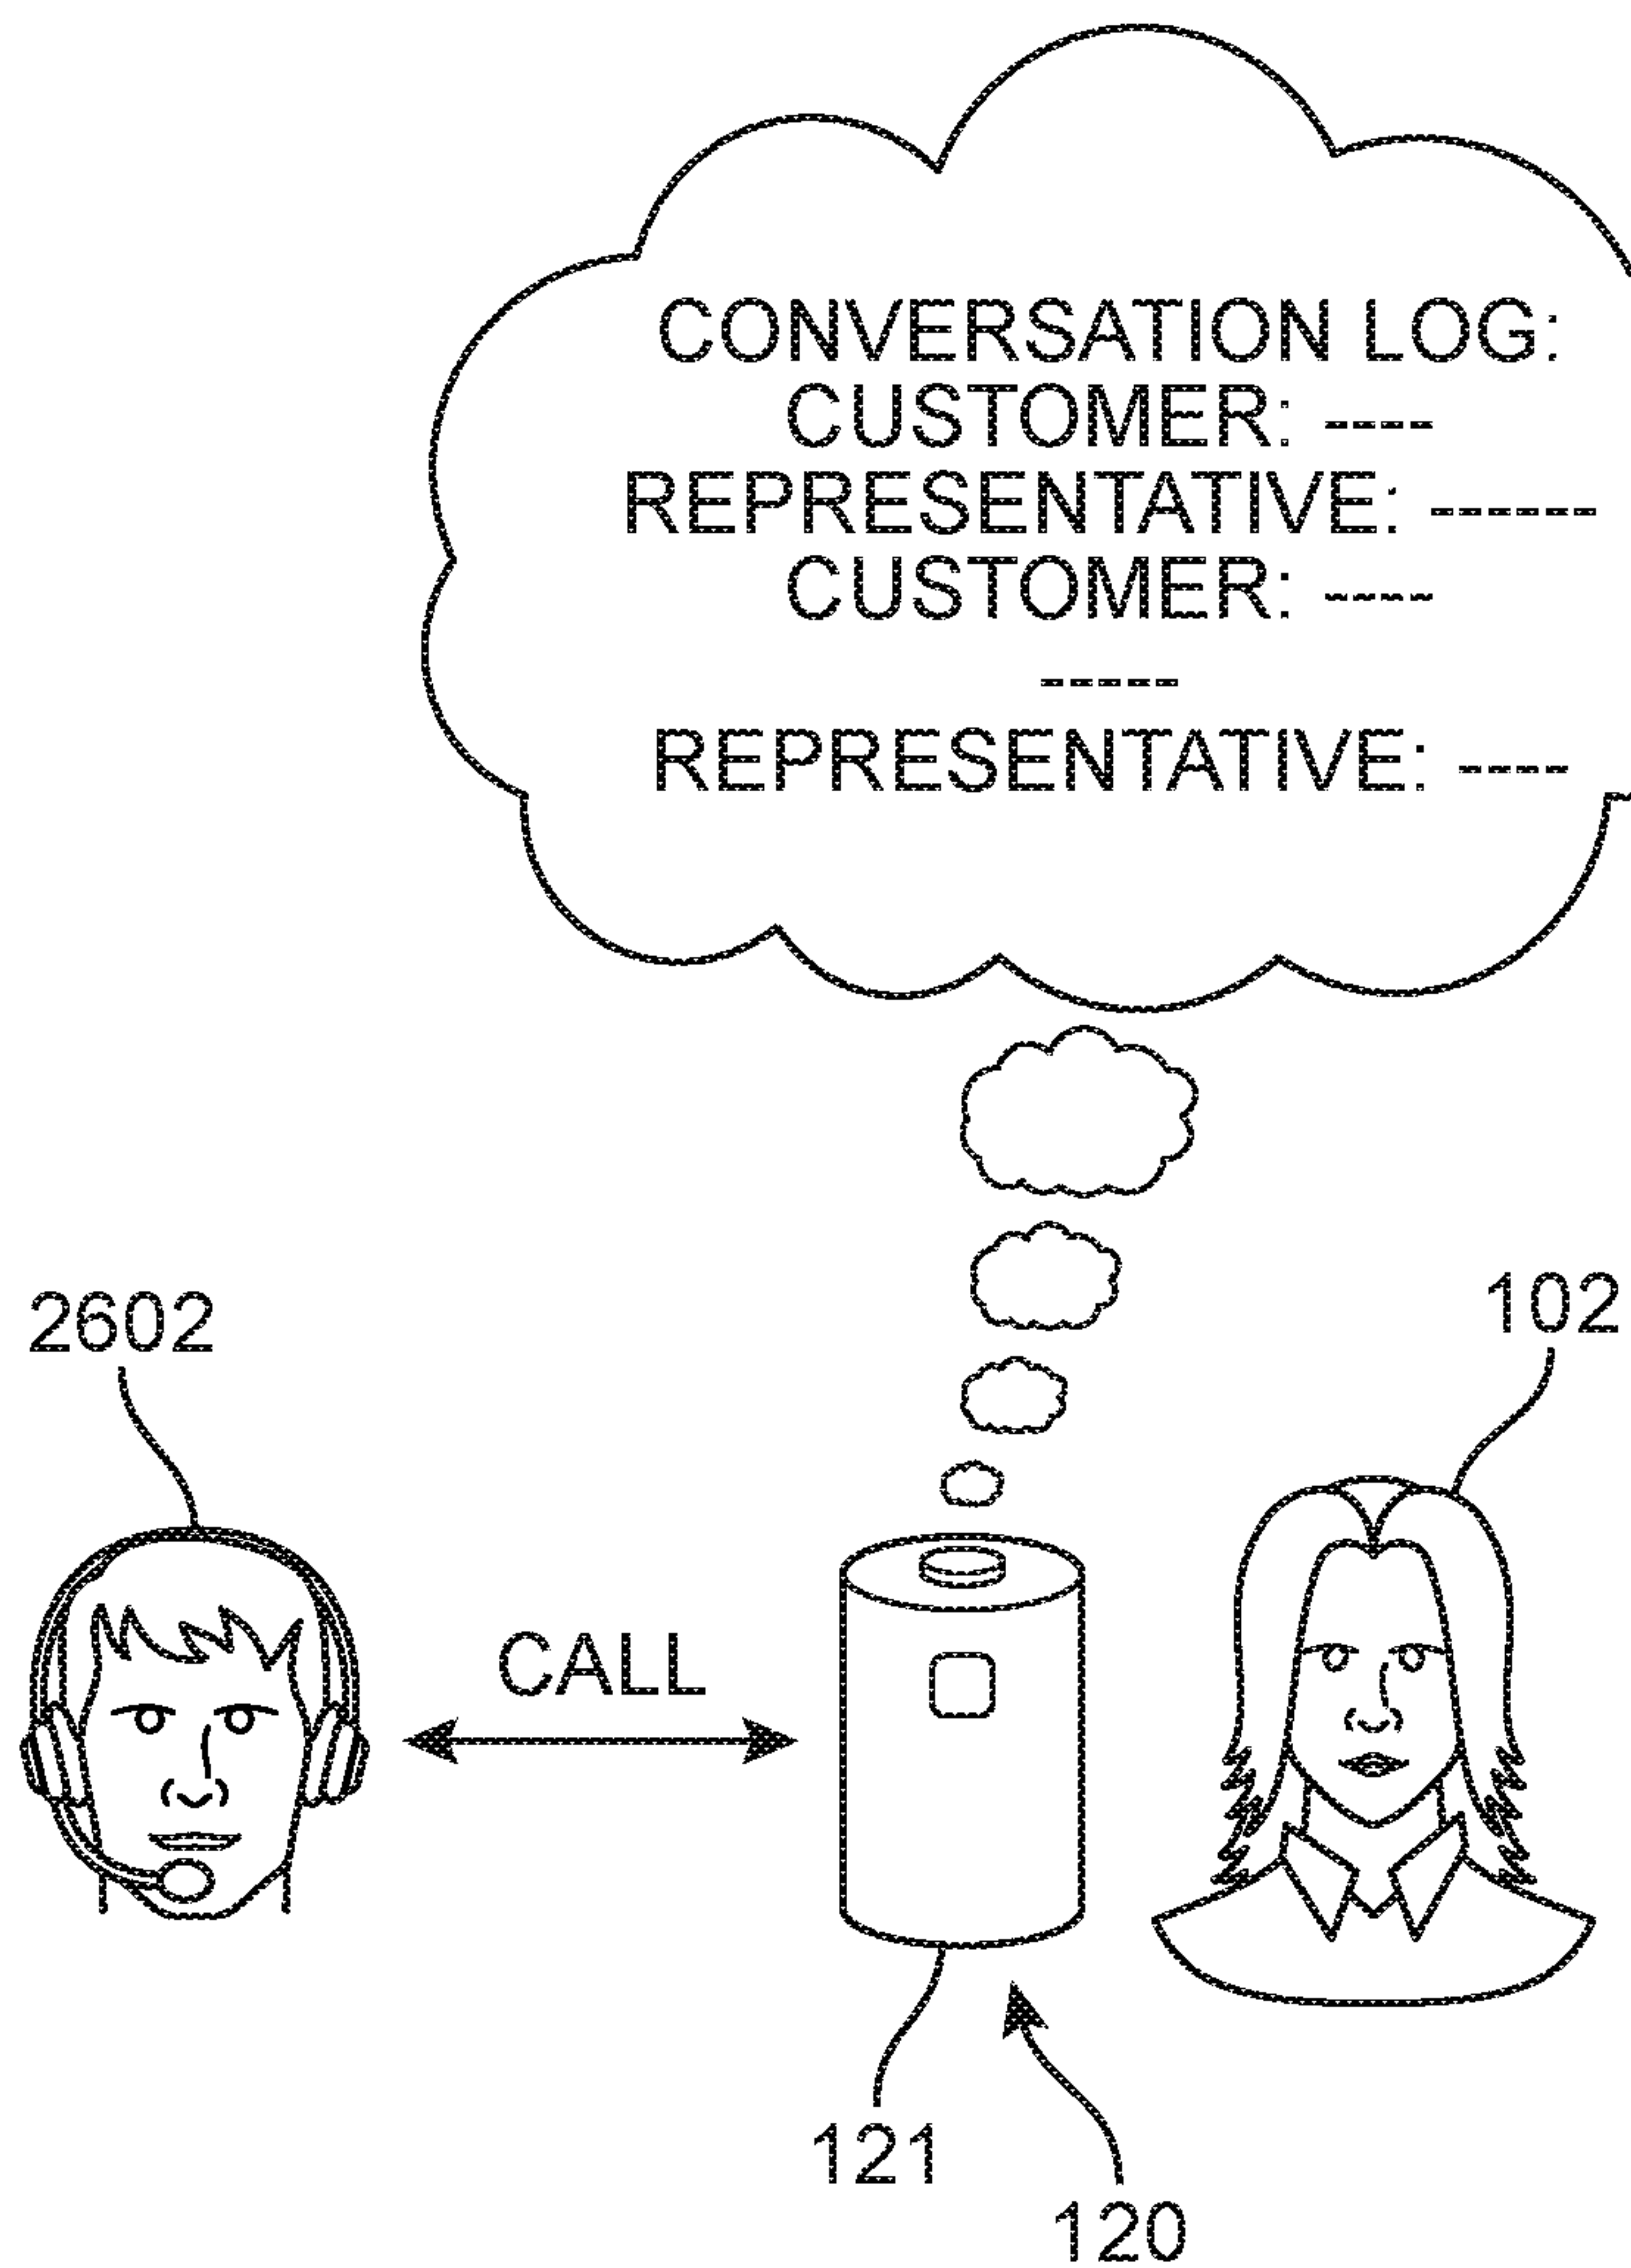 CONVERSATION LOG:
CUSTOMER: ----
REPRESENTATIVE: ------
CUSTOMER: ----
-----
REPRESENTATIVE: ----
2602
102
CALL
121
120